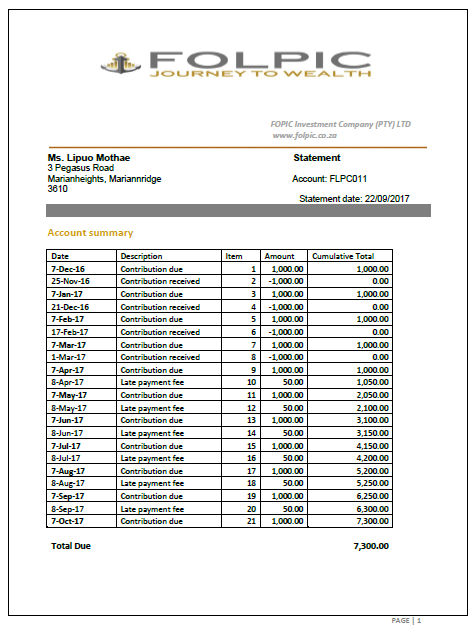 FOLPIC
JOURNEY TO WEALTH
FOPIC Investment Company (PTY) LTD
www.folpic.co.za
Ms. Lipuo Mothae Statement
3 Pegasus Road
Marianheights, Mariannridge Account: FLPC011
3610
Statement date: 22/09/2017
Account summary
Date Description Item Amount Cumulative Total
7-Dec-16 Contribution due 1 1,000.00 1,000.00
25-Nov-16 Contribution received 2 -1,000.00 0.00
7-Jan-17 Contribution due 3 1,000.00 1,000.00
21-Dec-16 Contribution received 4 -1,000.00 0.00
7-Feb-17 Contribution due 5 1,000.00 1,000.00
17-Feb-17 Contribution received 6 -1,000.00 0.00
7-Mar-17 Contribution due 7 1,000.00 1,000.00
1-Mar-17 Contribution received 8 -1,000.00 0.00
7-Apr-17 Contribution due 9 1,000.00 1,000.00
8-Apr-17 Late payment fee 10 50.00 1,050.00
7-May-17 Contribution due 11 1,000.00 2,050.00
8-May-17 Late payment fee 12 50.00 2,100.00
7-Jun-17 Contribution due 13 1,000.00 3,100.00
8-Jun-17 Late payment fee 14 50.00 3,150.00
7-Jul-17 Contribution due 15 1,000.00 4,150.00
8-Jul-17 Late payment fee 16 50.00 4,200.00
7-Aug-17 Contribution due 17 1,000.00 5,200.00
8-Aug-17 Late payment fee 18 50.00 5,250.00
7-Sep-17 Contribution due 19 1,000.00 6,250.00
8-Sep-17 Late payment fee 20 50.00 6,300.00
7-Oct-17 Contribution due 21 1,000.00 7,300.00
Total Due 7,300.00
PAGE | 1